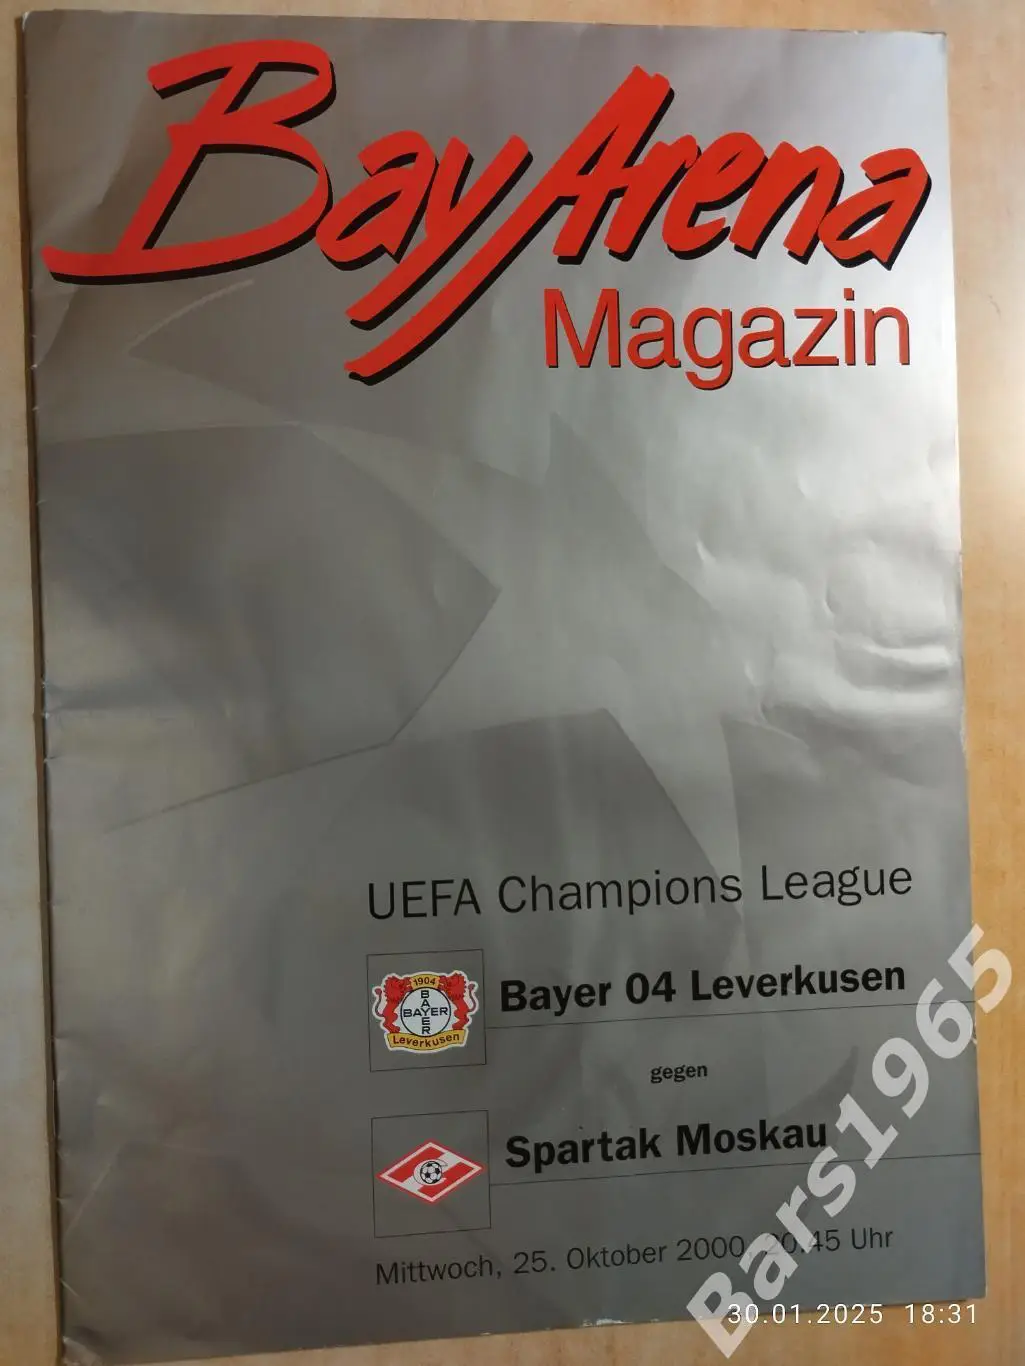 BayArena
Magazin
UEFA Champions League
1904
BAYER
BAYER
Leverkusen
Bayer 04 Leverkusen
gegen
Spartak Moskau
Mittwoch, 25. Oktober 2000, 20.45 Uhr
Bars1965
30.01.2025 18:31